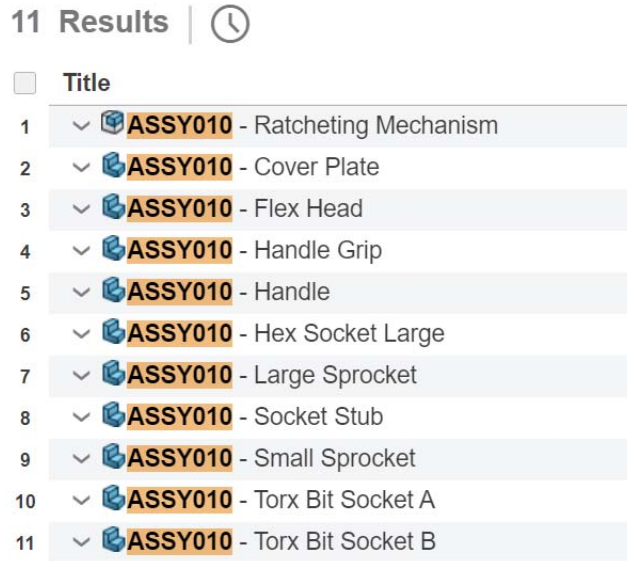 11 Results
Title
1 ASSY010 - Ratcheting Mechanism
2 ASSY010 - Cover Plate
3 ASSY010 - Flex Head
4 ASSY010 - Handle Grip
5 ASSY010 - Handle
6 ASSY010 - Hex Socket Large
7 ASSY010 - Large Sprocket
8 ASSY010 - Socket Stub
9 ASSY010 - Small Sprocket
10 ASSY010 - Torx Bit Socket A
11 ASSY010 - Torx Bit Socket B